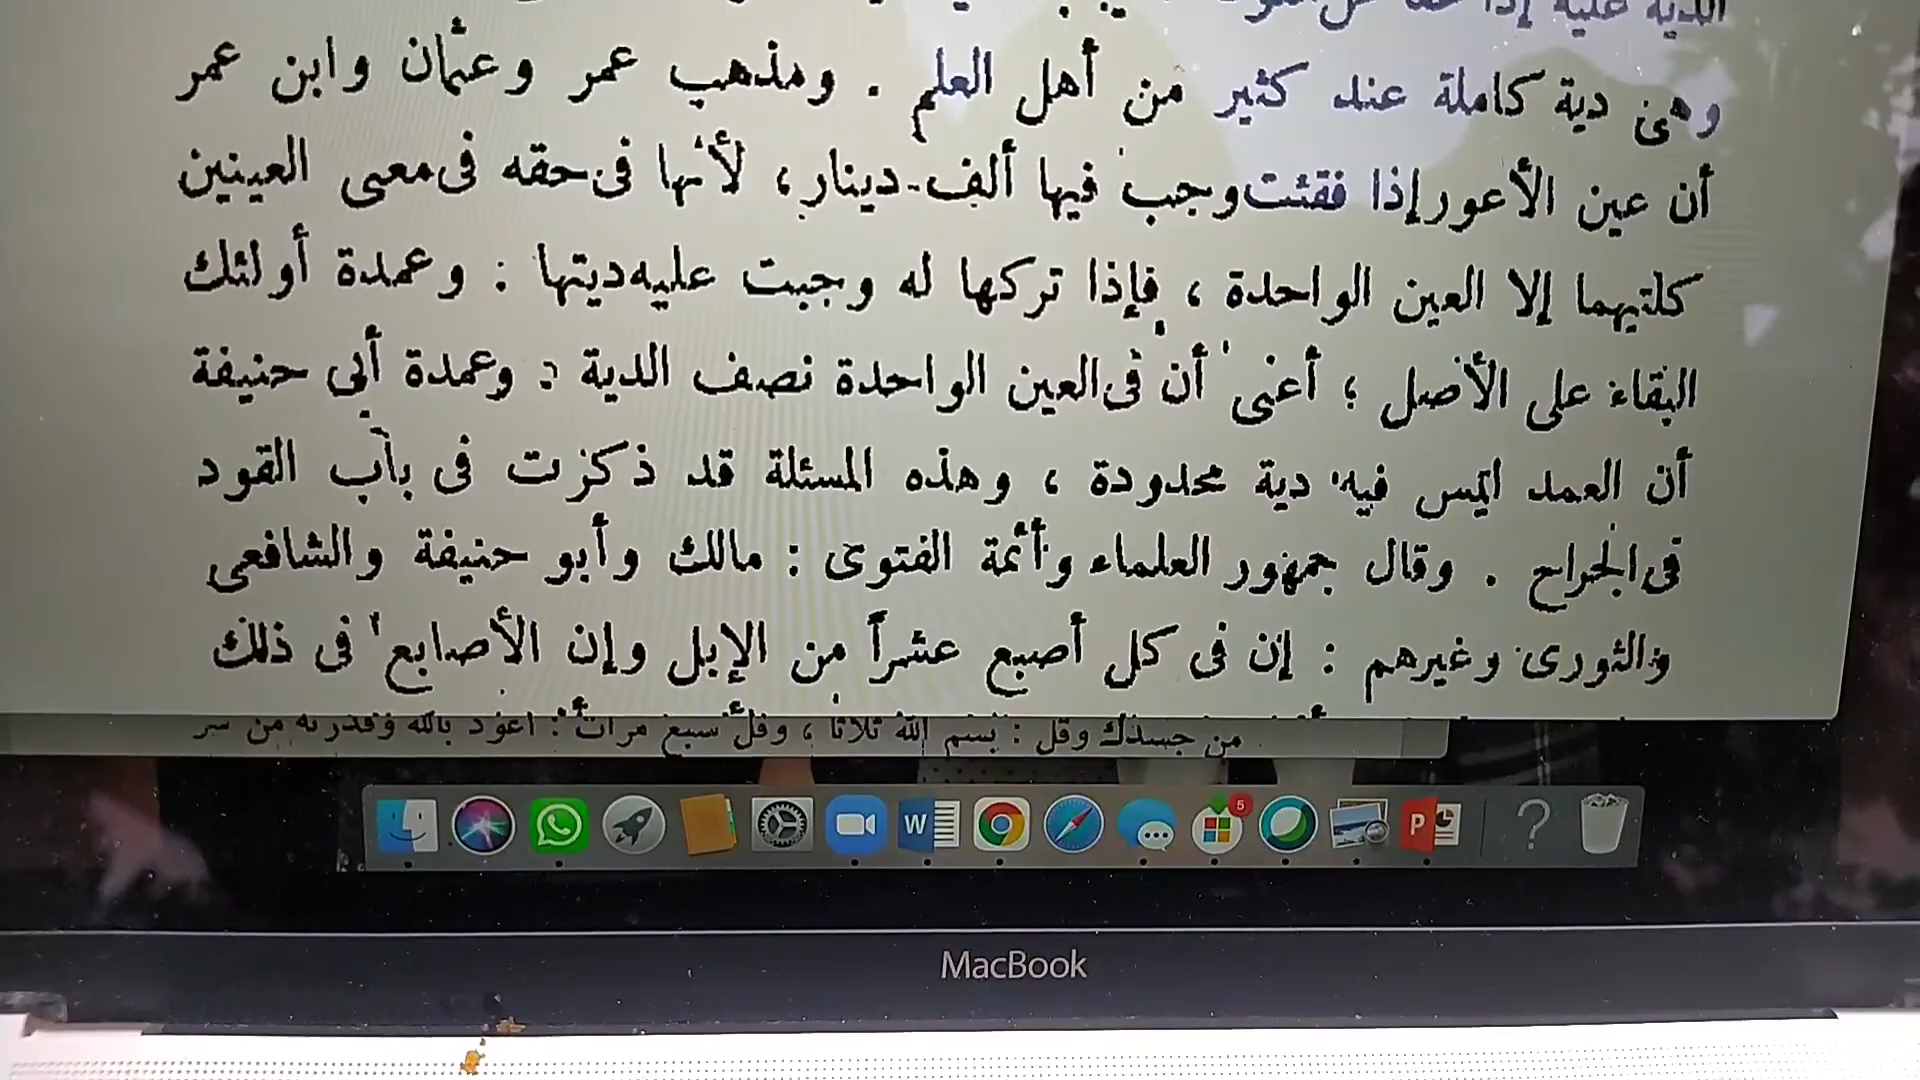 الدية عليه إذا
وهى دية كاملة عند كثير من أهل العلم . ومذهب عمر وعثمان وابن عمر
أن عين الأعور إذا فقئت وجب فيها ألف دينار ، لأنها فى حقه فى معنى العينين
كلتيهما إلا العين الواحدة ، فإذا تركها له وجبت عليه ديتها : وعمدة أولئك
البقاء على الأصل ؛ أعنى أن فى العين الواحدة نصف الدية : وعمدة أبى حنيفة
أن العمد ليس فيه دية محدودة ، وهذه المسئلة قد ذكرت فى باب القود
فى الجراح . وقال جمهور العلماء وأئمة الفتوى : مالك وأبو حنيفة والشافعى
والثورى وغيرهم : إن فى كل أصبع عشراً من الإبل وإن الأصابع فى ذلك
من جسدك وقل : بسم الله ثلاثا ، وقل سبع مرات : أعوذ بالله وقدرته من شر
5
W
P
?
MacBook